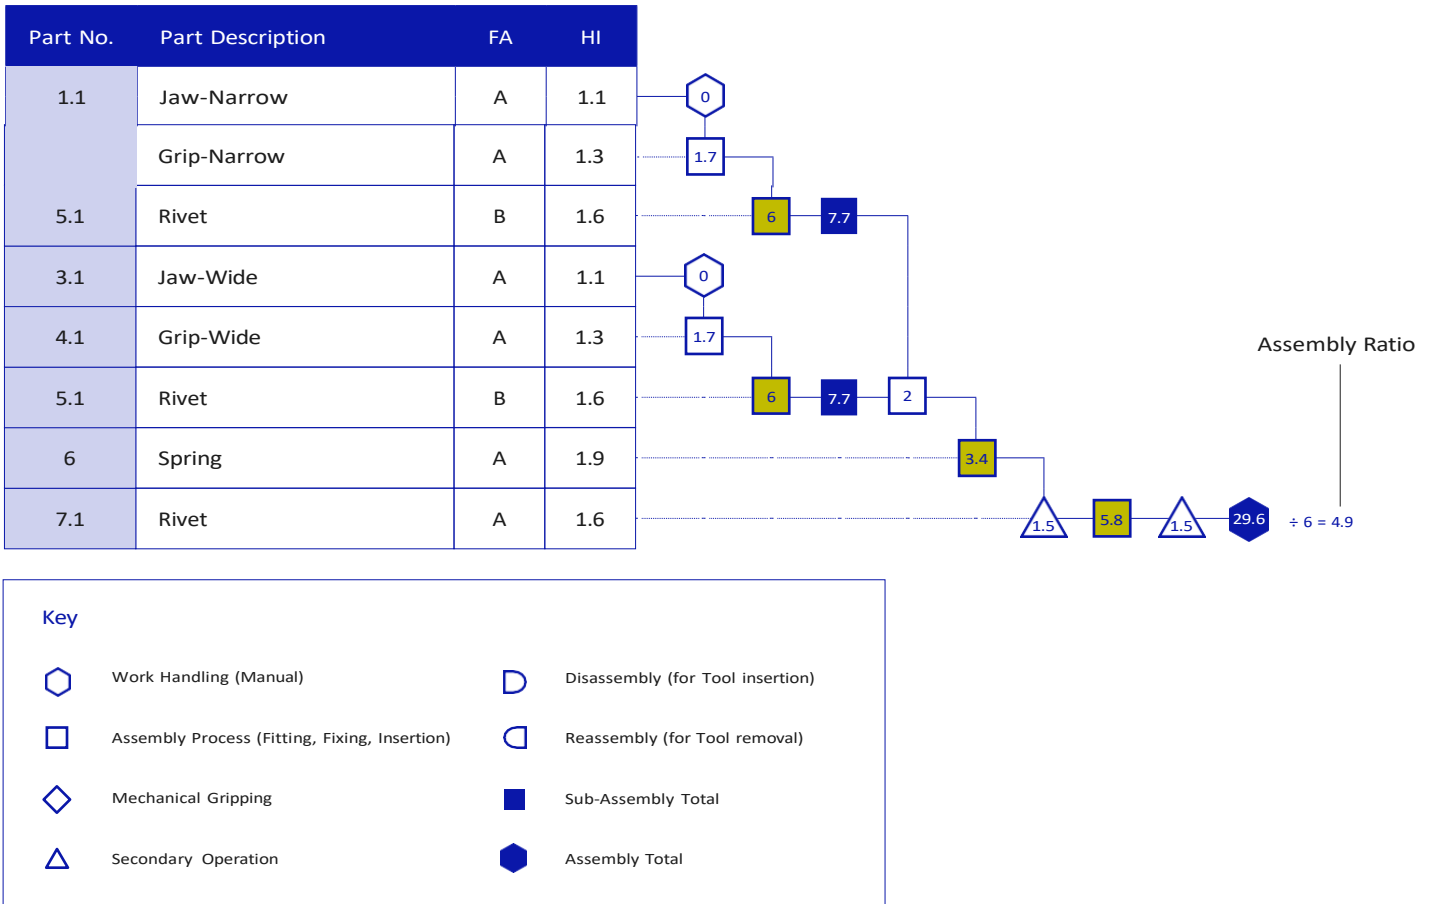 Part No. Part Description FA HI
1.1 Jaw-Narrow A 1.1 0
Grip-Narrow A 1.3 1.7
5.1 Rivet B 1.6 6 7.7
3.1 Jaw-Wide A 1.1 0
4.1 Grip-Wide A 1.3 1.7
Assembly Ratio
5.1 Rivet B 1.6 6 7.7 2
6 Spring A 1.9 3.4
7.1 Rivet A 1.6 1.5 5.8 1.5 29.6 ÷ 6 = 4.9
Key
Work Handling (Manual)
Assembly Process (Fitting, Fixing, Insertion)
Mechanical Gripping
Secondary Operation
Disassembly (for Tool insertion)
Reassembly (for Tool removal)
Sub-Assembly Total
Assembly Total